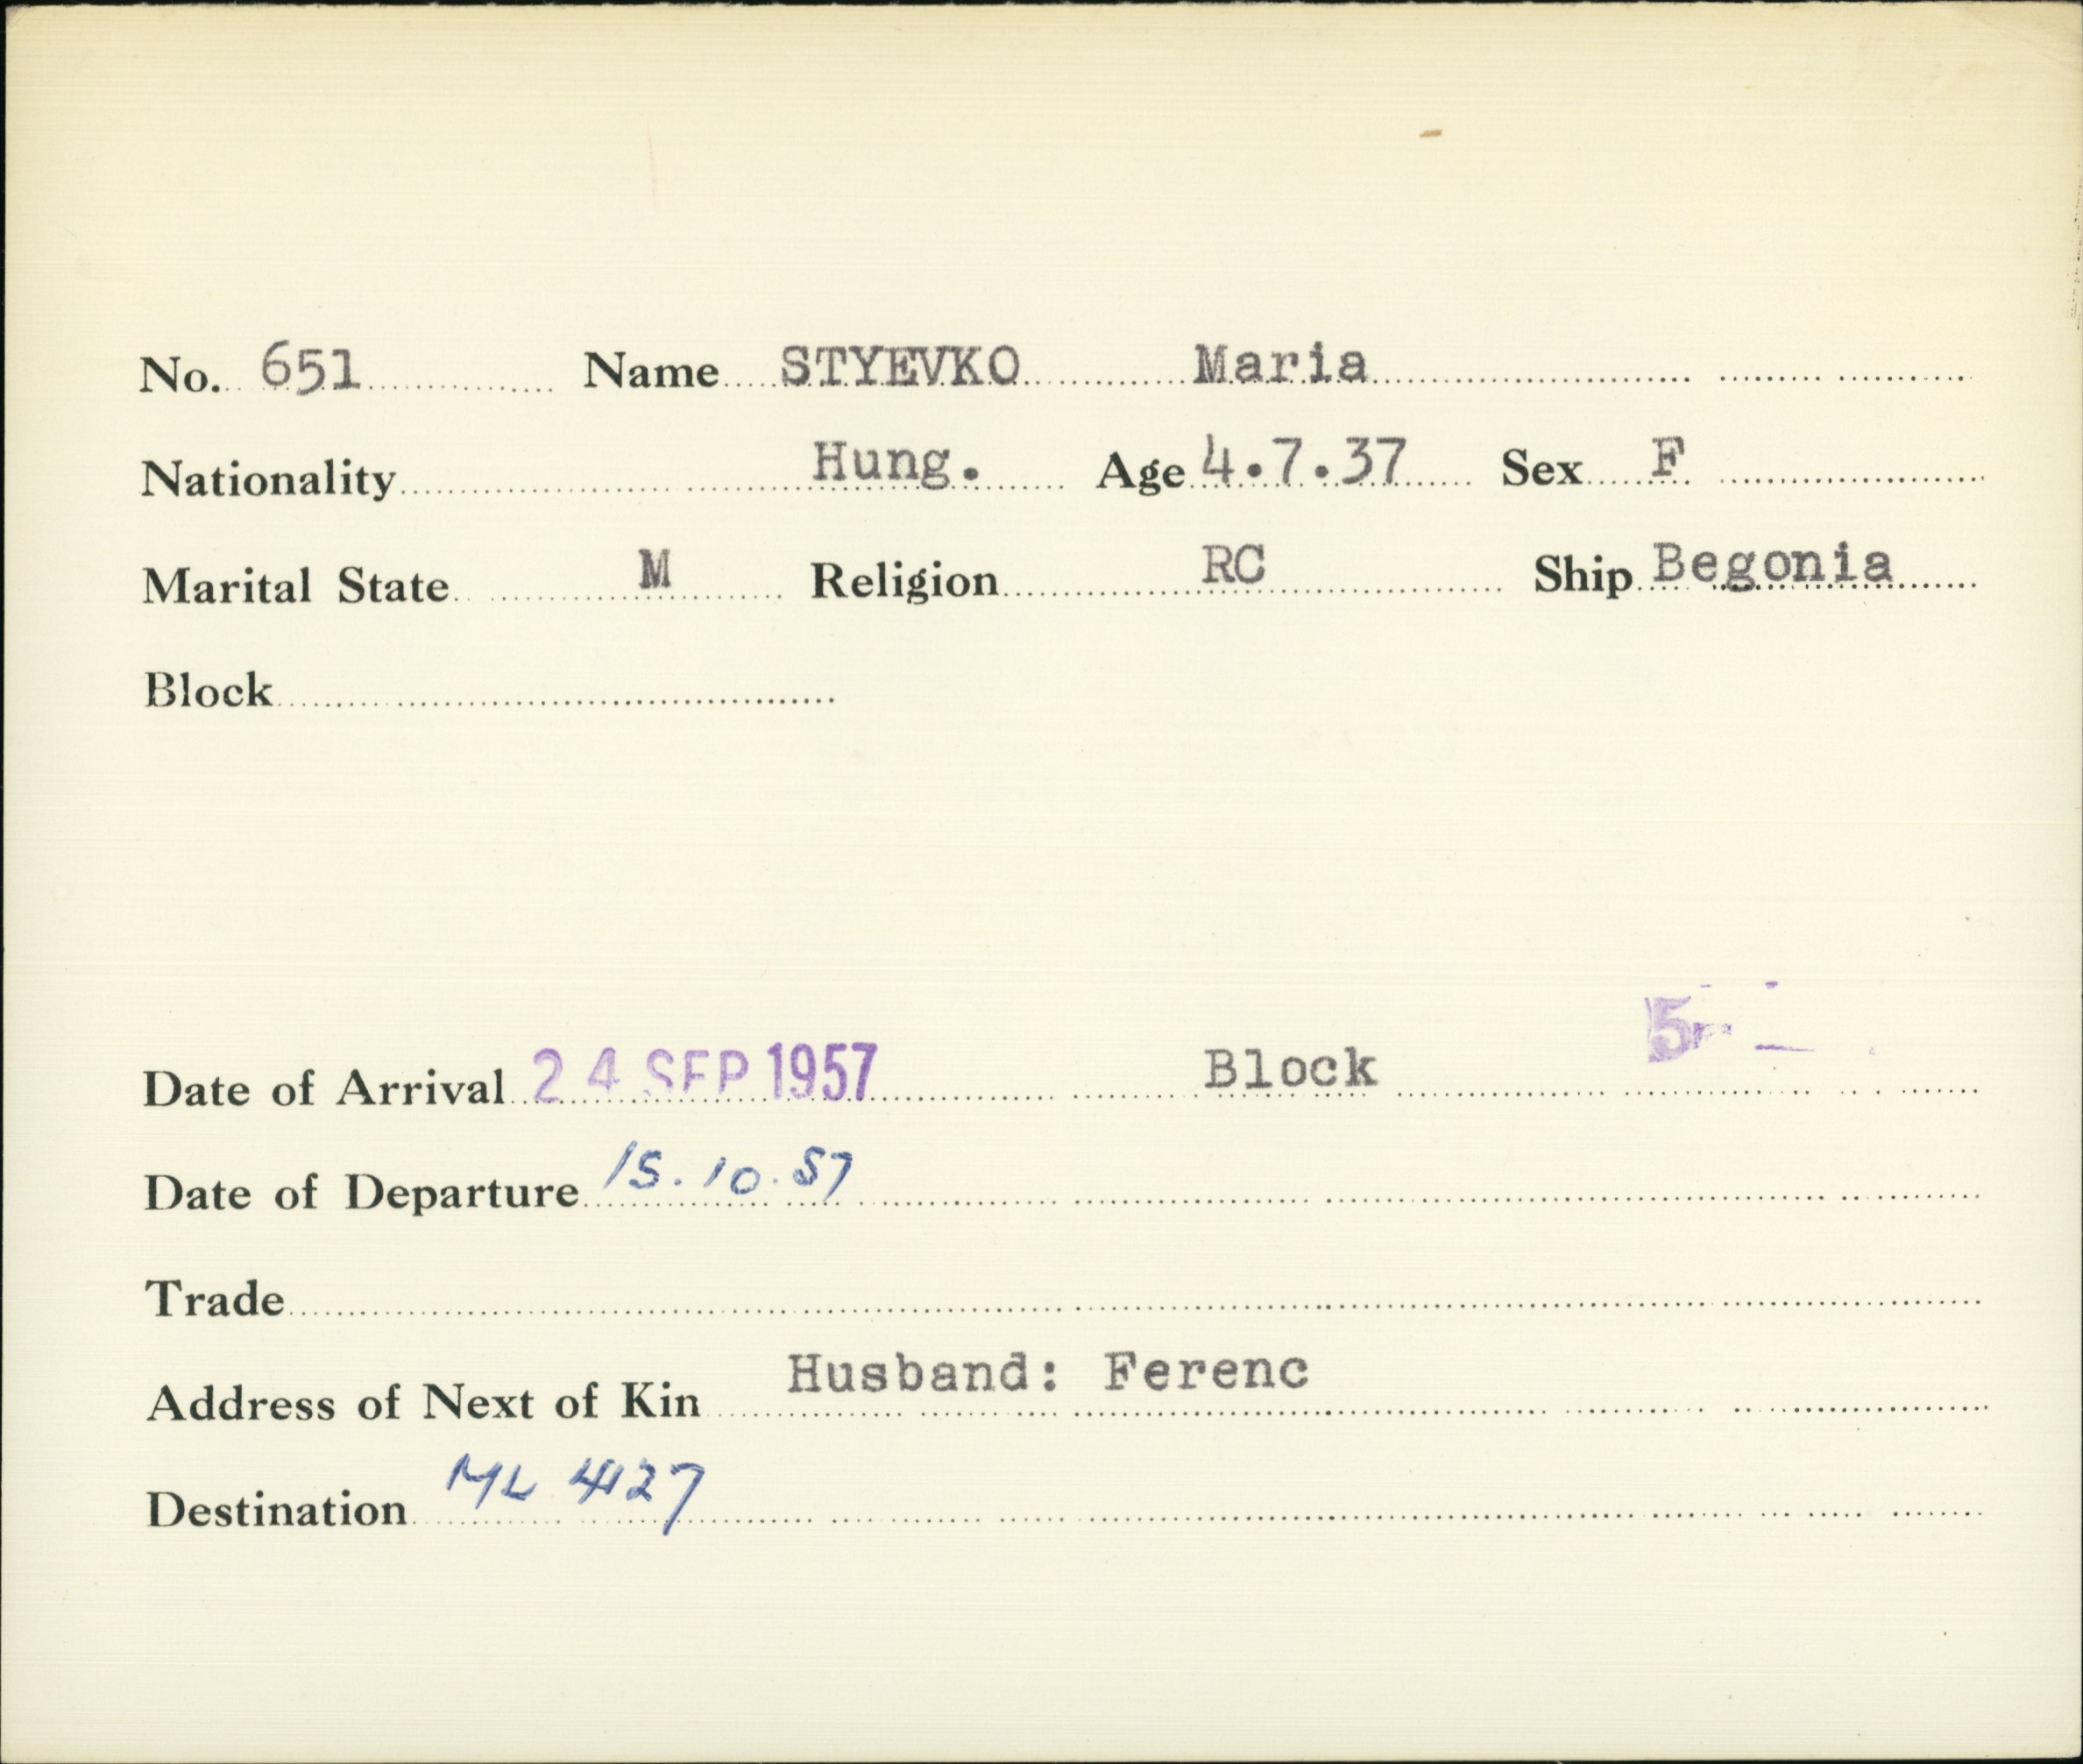 No. 651 Name STYEVKO Maria
Nationality Hung. Age 4.7.37 Sex F
Marital State M Religion RC Ship Begonia
Block
Date of Arrival 24 SEP 1957 Block 5
Date of Departure 15.10.57
Trade
Address of Next of Kin Husband: Ferenc
Destination ML 4127